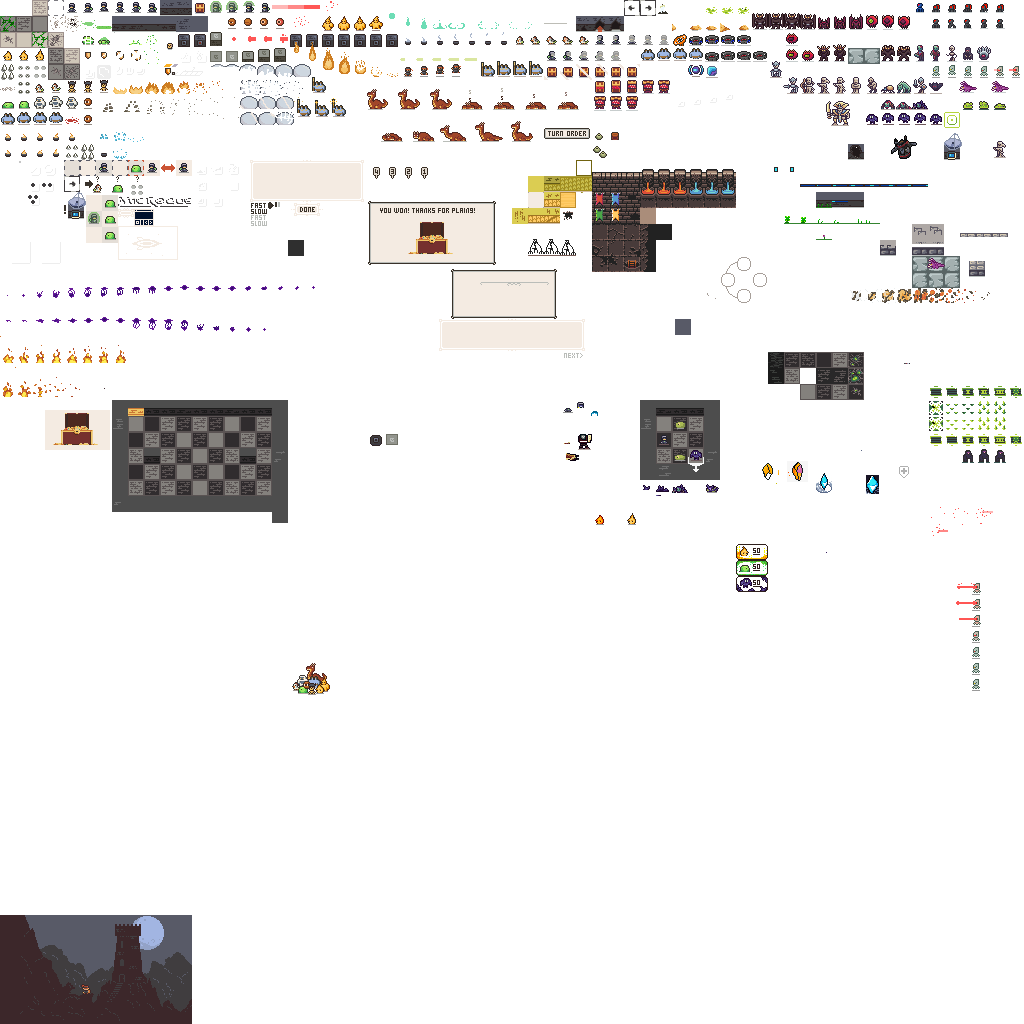 TURN ORDER
FAST
SLOW
FAST
SLOW
DONE
YOU WON! THANKS FOR PLAYING!
NEXT>
50
50
50